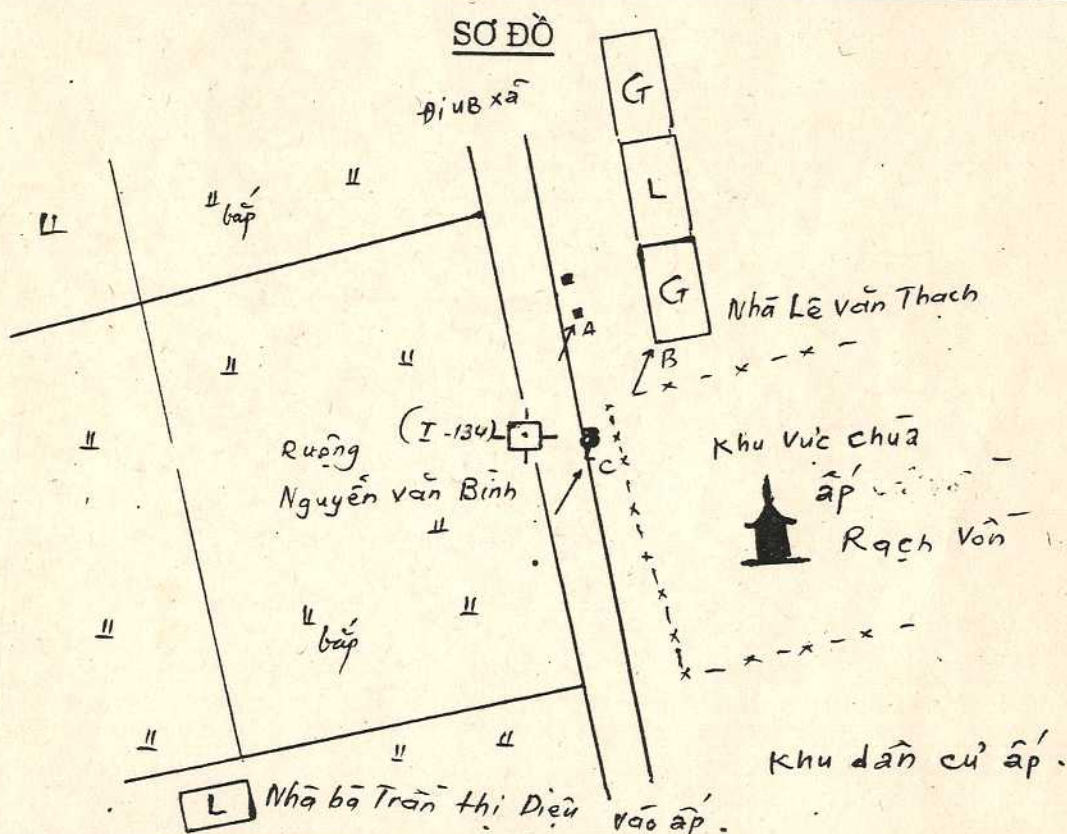 SƠ ĐỒ
Đi UB xã
G
L
G
bắp
A
Nhà Lê Văn Thạch
B
(I-134)
Ruộng
Nguyễn văn Bình
C
Khu vực chùa
ấp
Rạch Vồn
bắp
Khu dân cư ấp.
L Nhà bà Trần thị Diệu
vào ấp.